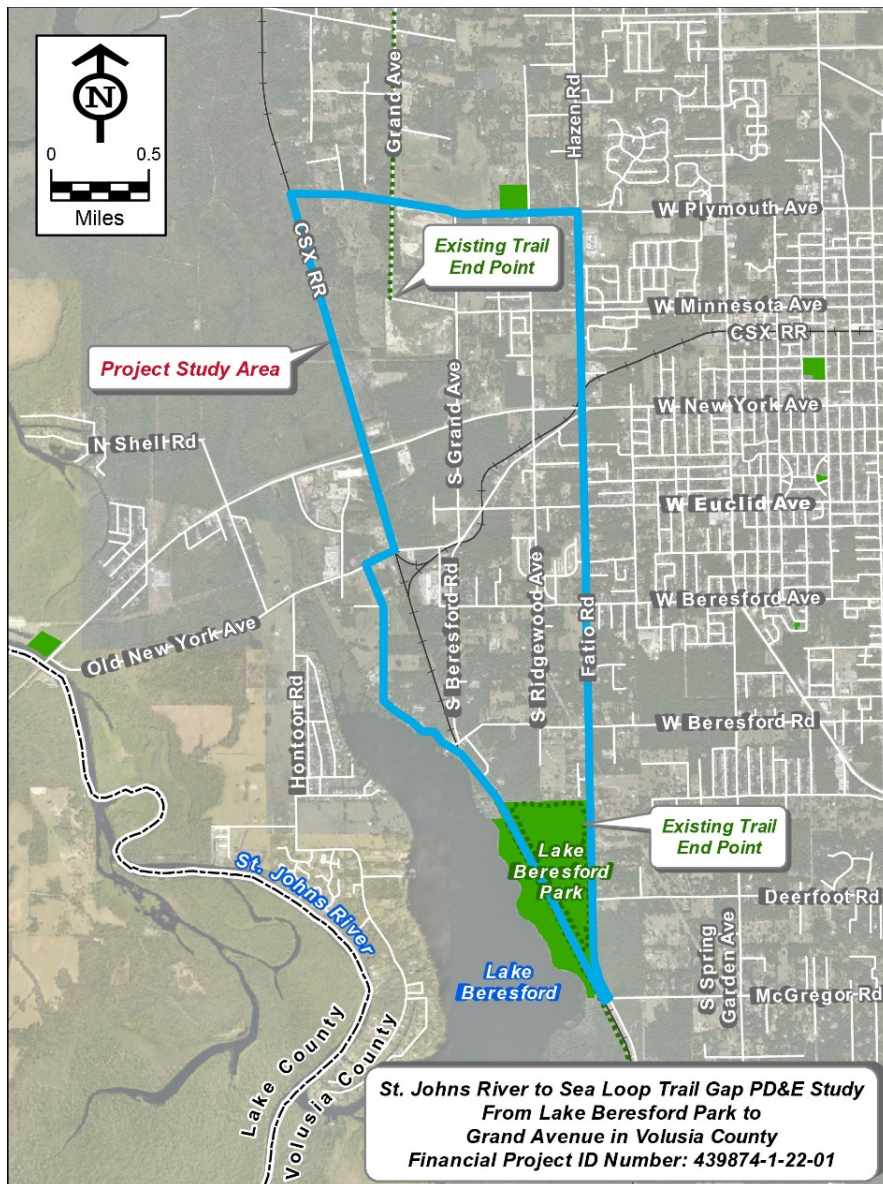 N
0 0.5
Miles
Grand Ave
Hazen Rd
W Plymouth Ave
CSX RR
Existing Trail
End Point
W Minnesota Ave
CSX RR
Project Study Area
S Grand Ave
W New York Ave
N Shell Rd
W Euclid Ave
S Beresford Rd
S Ridgewood Ave
Fatio Rd
W Beresford Ave
Old New York Ave
Hontoon Rd
W Beresford Rd
Existing Trail
End Point
Lake
Beresford
Park
St. Johns River
Deerfoot Rd
S Spring
Garden Ave
Lake
Beresford
McGregor Rd
Lake County
Volusia County
St. Johns River to Sea Loop Trail Gap PD&E Study
From Lake Beresford Park to
Grand Avenue in Volusia County
Financial Project ID Number: 439874-1-22-01